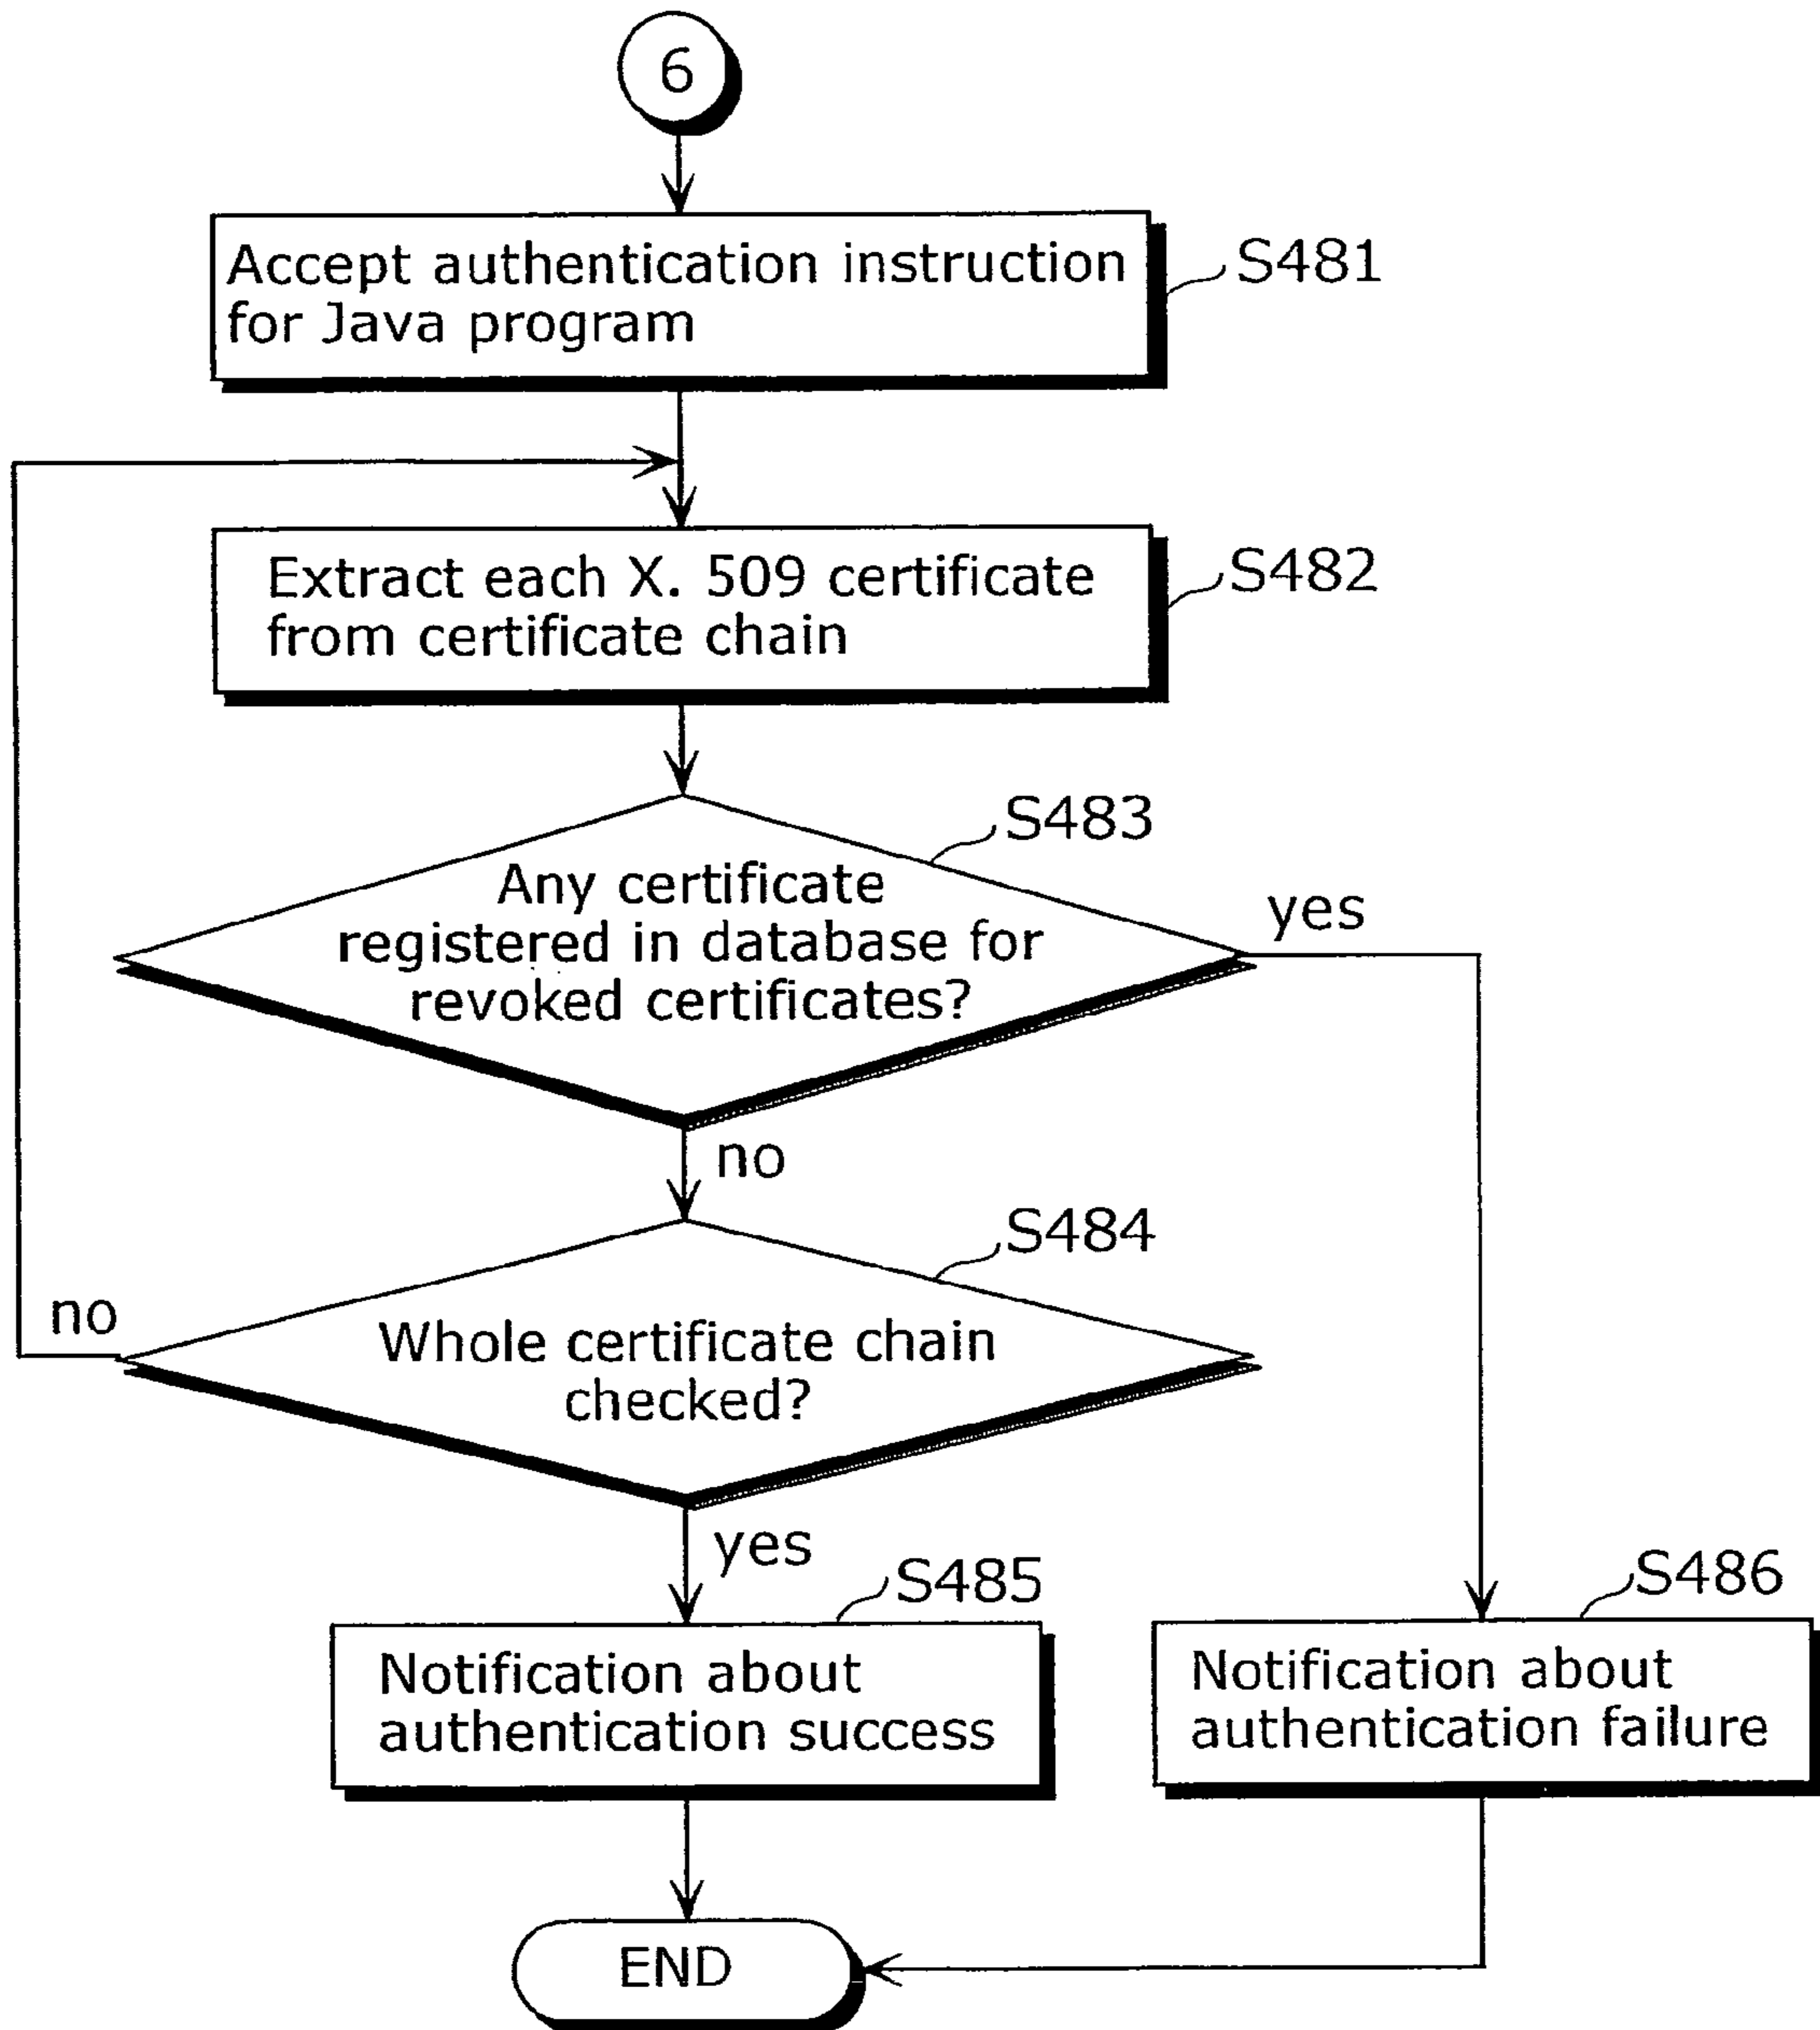 6
Accept authentication instruction
for Java program
S481
Extract each X. 509 certificate
from certificate chain
S482
S483
Any certificate
registered in database for
revoked certificates?
yes
no
S484
no
Whole certificate chain
checked?
yes
S485
S486
Notification about
authentication success
Notification about
authentication failure
END